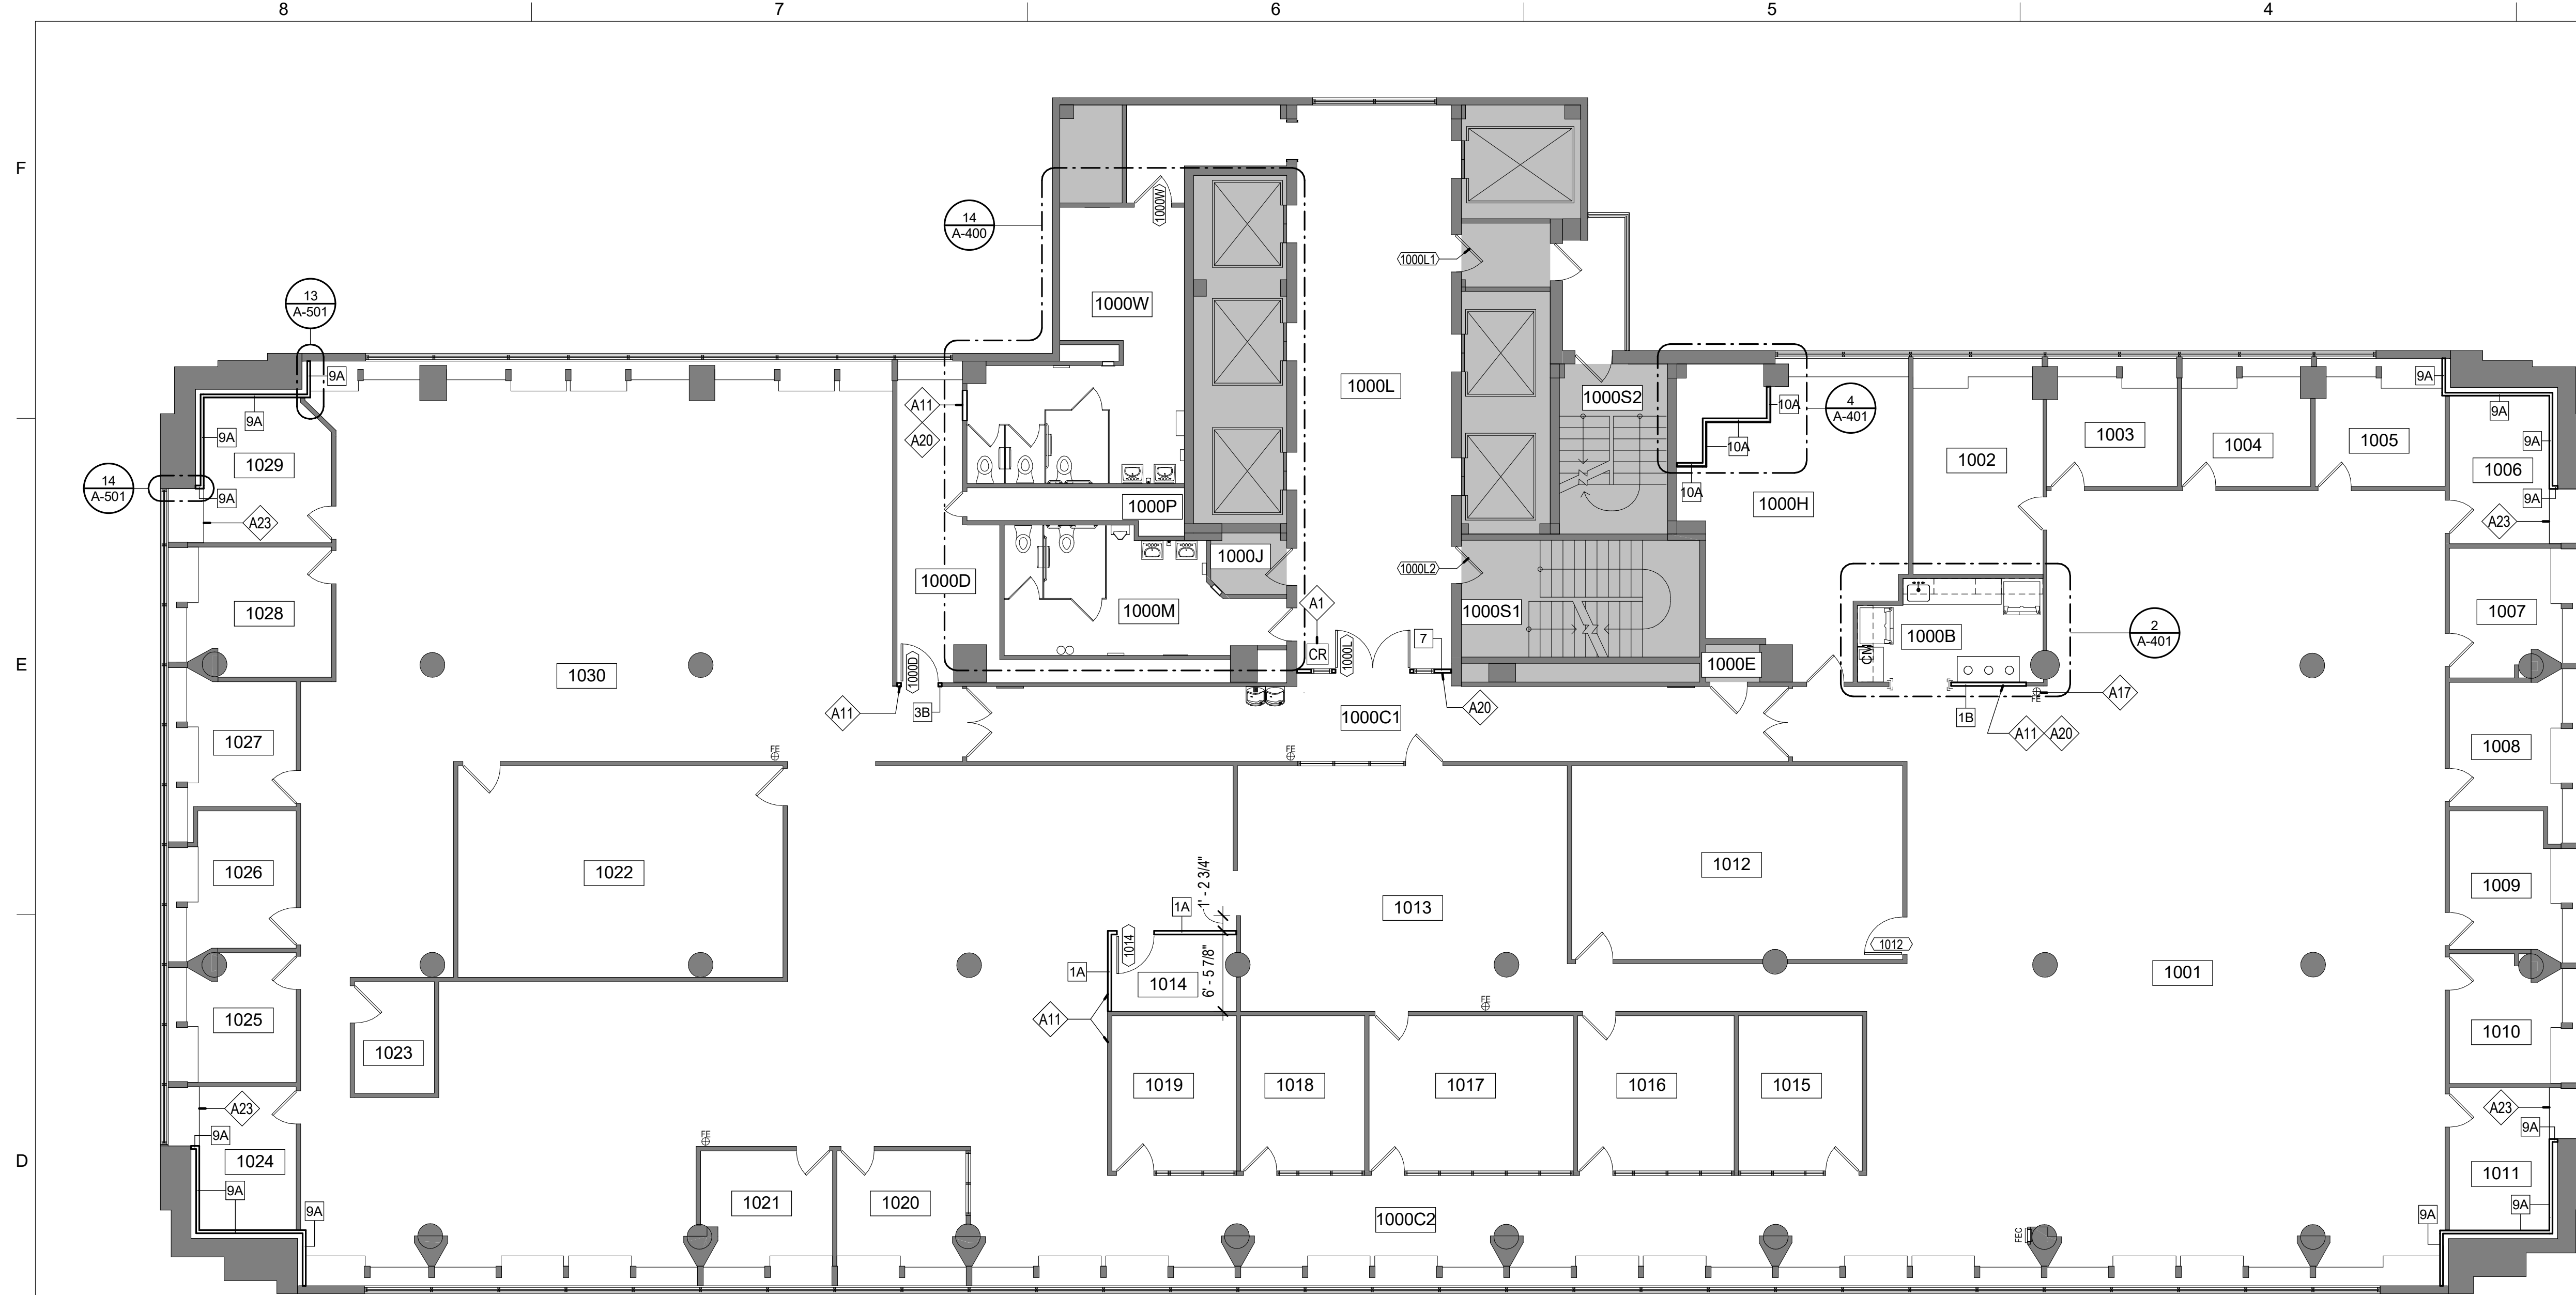 8
7
6
5
4
F
14
A-400
1000W
1000L1
13
A-501
1000W
9A
1000L
1000S2
9A
A11
10A
4
A-401
9A
9A
9A
A20
10A
1003
1004
1005
9A
9A
1029
1002
1006
14
A-501
9A
10A
9A
1000P
1000H
A23
A23
1000J
1000L2
1000D
1028
1000M
A1
1000S1
1007
7
1000B
2
A-401
CR
1000L
CM
E
1000D
1000E
1030
A17
FE
A11
3B
A20
1000C1
1B
A11
A20
1027
FE
FE
1008
1022
1012
1026
1' - 2 3/4"
1009
1A
1013
1014
1012
1A
1014
6' - 5 7/8"
1001
FE
A11
1025
1010
1023
1019
1018
1017
1016
1015
A23
A23
9A
FE
9A
D
1024
1011
9A
1021
1020
9A
9A
1000C2
9A
FEC